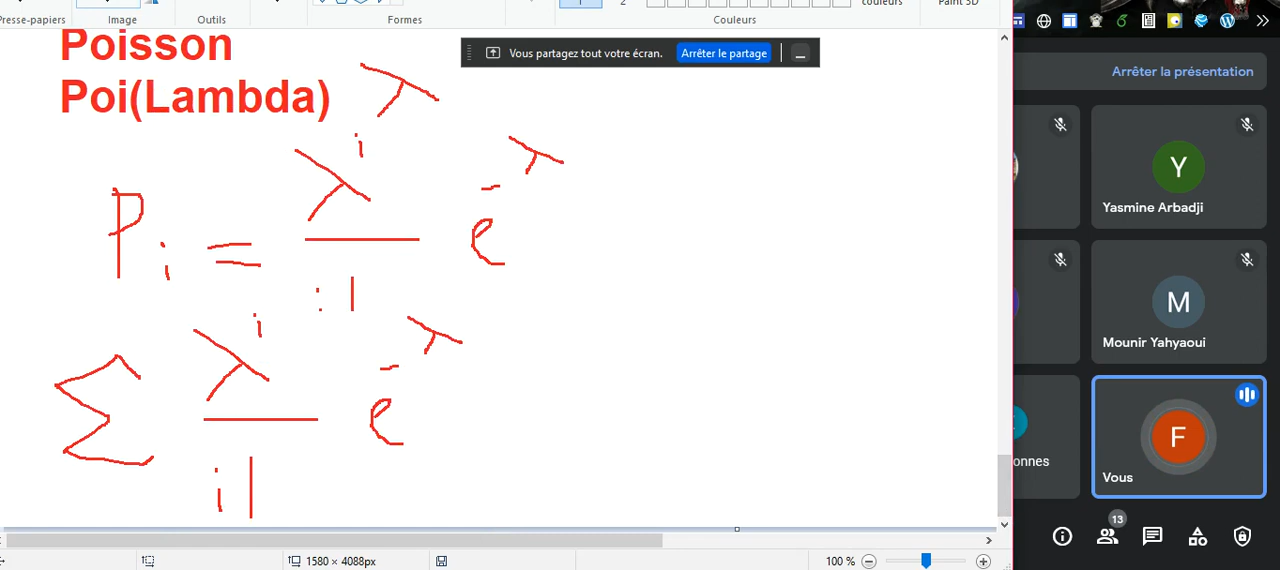 Presse-papiers Image Outils Formes 1 2 Couleurs couleurs Paint 3D
Poisson
Poi(Lambda) λ
Vous partagez tout votre écran. Arrêter le partage
Arrêter la présentation
P i = λ i / i! e - λ
Σ λ i / i! e - λ
Y
Yasmine Arbadji
M
Mounir Yahyaoui
onnes
F
Vous
13
1580 × 4088px 100 %